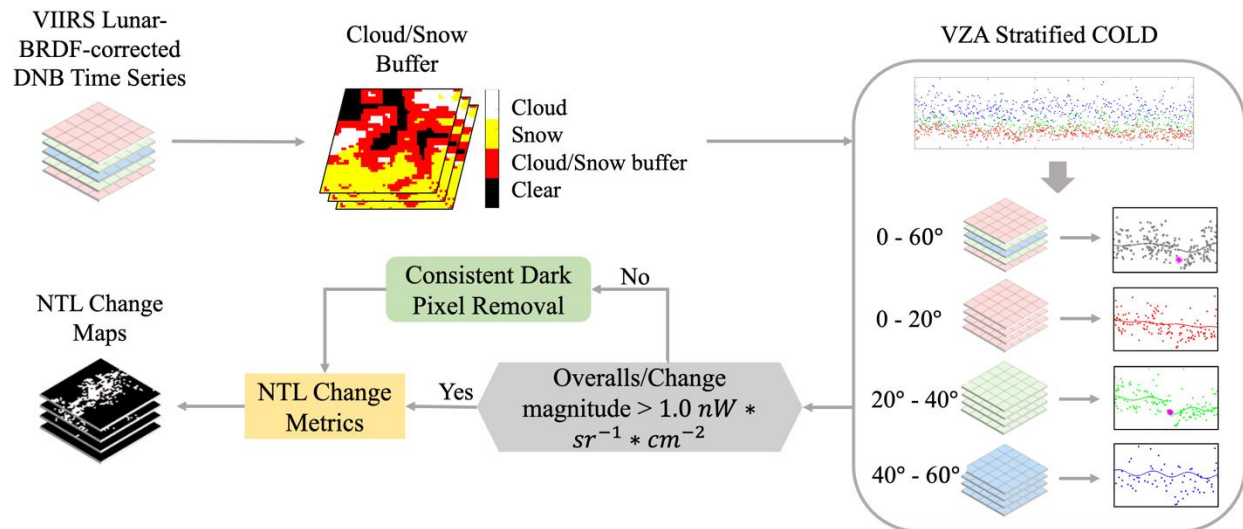 VIIRS Lunar-
BRDF-corrected
DNB Time Series
Cloud/Snow
Buffer
Cloud
Snow
Cloud/Snow buffer
Clear
VZA Stratified COLD
0 - 60°
0 - 20°
20° - 40°
40° - 60°
Overalls/Change
magnitude > 1.0 nW *
sr⁻¹ * cm⁻²
No
Consistent Dark
Pixel Removal
Yes
NTL Change
Metrics
NTL Change
Maps